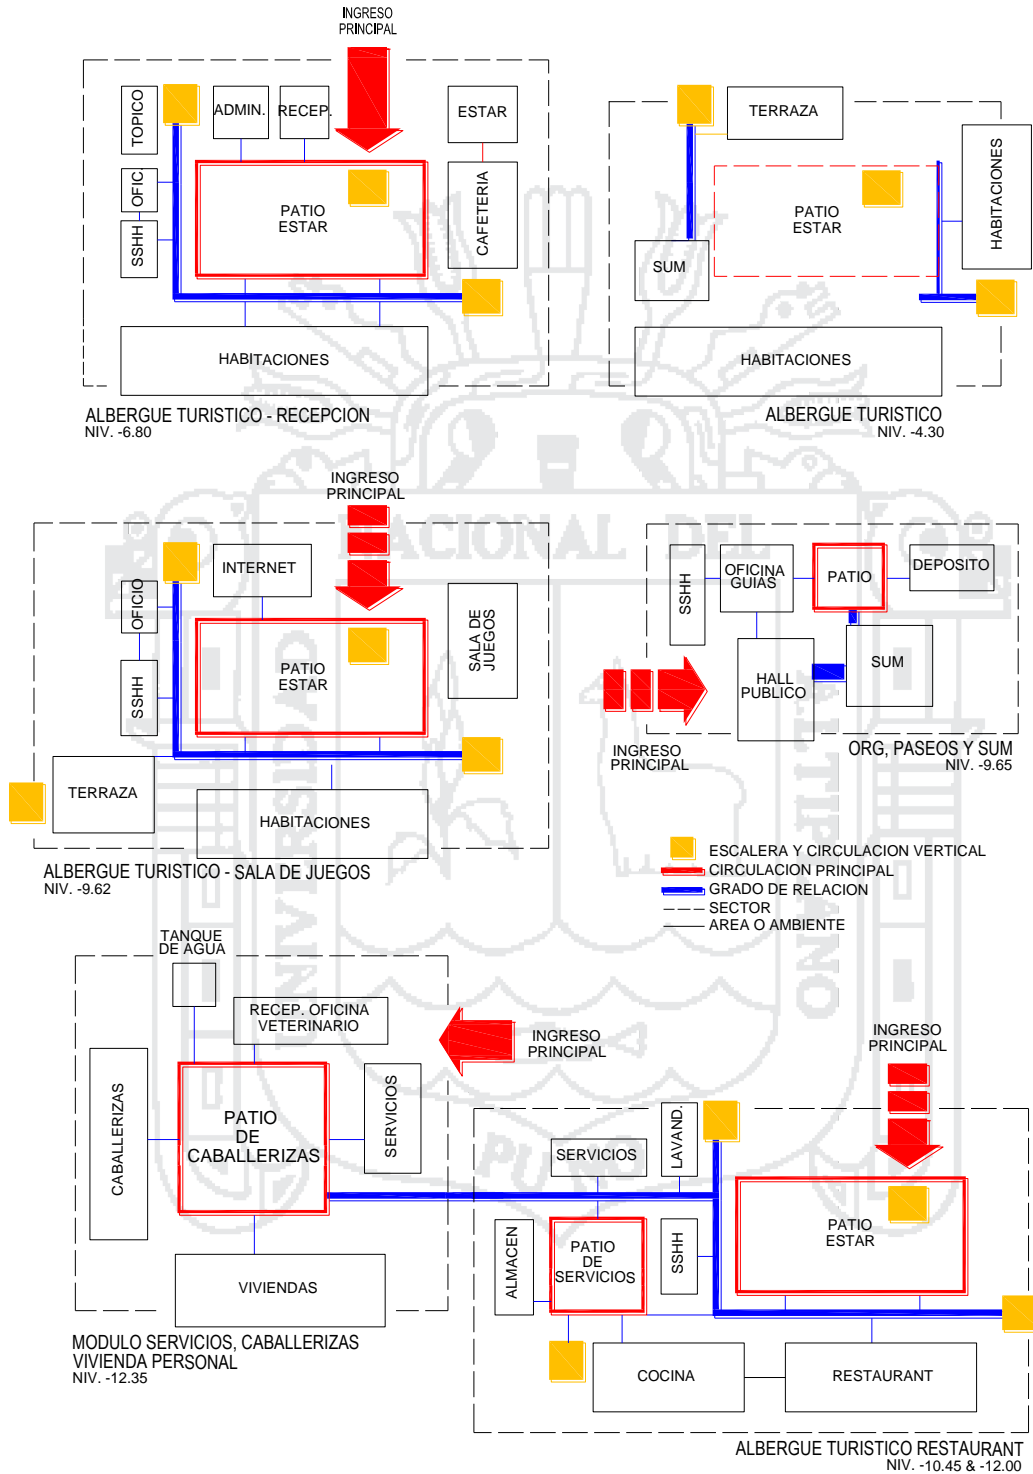 INGRESO
PRINCIPAL
TOPICO
ADMIN.
RECEP.
ESTAR
OFIC.
SSHH
PATIO
ESTAR
CAFETERIA
HABITACIONES
ALBERGUE TURISTICO - RECEPCION
NIV. -6.80
TERRAZA
HABITACIONES
PATIO
ESTAR
SUM
HABITACIONES
ALBERGUE TURISTICO
NIV. -4.30
INGRESO
PRINCIPAL
INTERNET
OFICIO
SSHH
PATIO
ESTAR
SALA DE
JUEGOS
TERRAZA
HABITACIONES
ALBERGUE TURISTICO - SALA DE JUEGOS
NIV. -9.62
SSHH
OFICINA
GUIAS
PATIO
DEPOSITO
HALL
PUBLICO
SUM
INGRESO
PRINCIPAL
ORG, PASEOS Y SUM
NIV. -9.65
ESCALERA Y CIRCULACION VERTICAL
CIRCULACION PRINCIPAL
GRADO DE RELACION
SECTOR
AREA O AMBIENTE
TANQUE
DE AGUA
RECEP. OFICINA
VETERINARIO
INGRESO
PRINCIPAL
CABALLERIZAS
PATIO
DE
CABALLERIZAS
SERVICIOS
VIVIENDAS
MODULO SERVICIOS, CABALLERIZAS
VIVIENDA PERSONAL
NIV. -12.35
INGRESO
PRINCIPAL
SERVICIOS
LAVAND.
ALMACEN
PATIO
DE
SERVICIOS
SSHH
PATIO
ESTAR
COCINA
RESTAURANT
ALBERGUE TURISTICO RESTAURANT
NIV. -10.45 & -12.00
UNIVERSIDAD
NACIONAL DEL
ALTIPLANO
PUNO